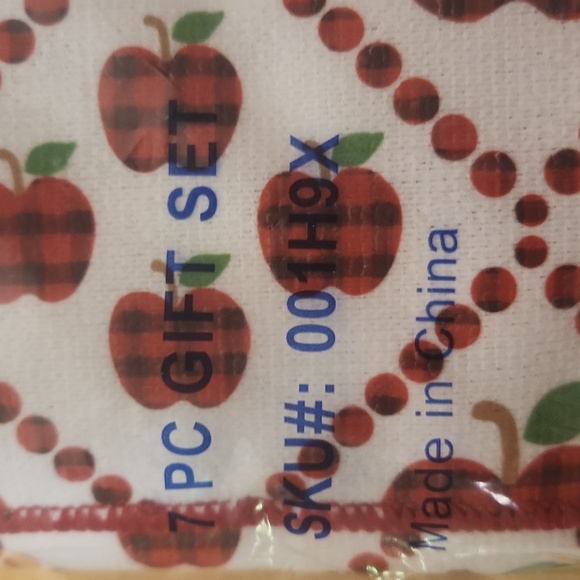 7 PC GIFT SET
SKU#: 001H9X
Made in China